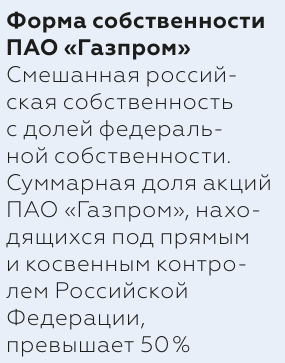 Форма собственности
ПАО «Газпром»
Смешанная россий-
ская собственность
с долей федераль-
ной собственности.
Суммарная доля акций
ПАО «Газпром», нахо-
дящихся под прямым
и косвенным контро-
лем Российской
Федерации,
превышает 50 %